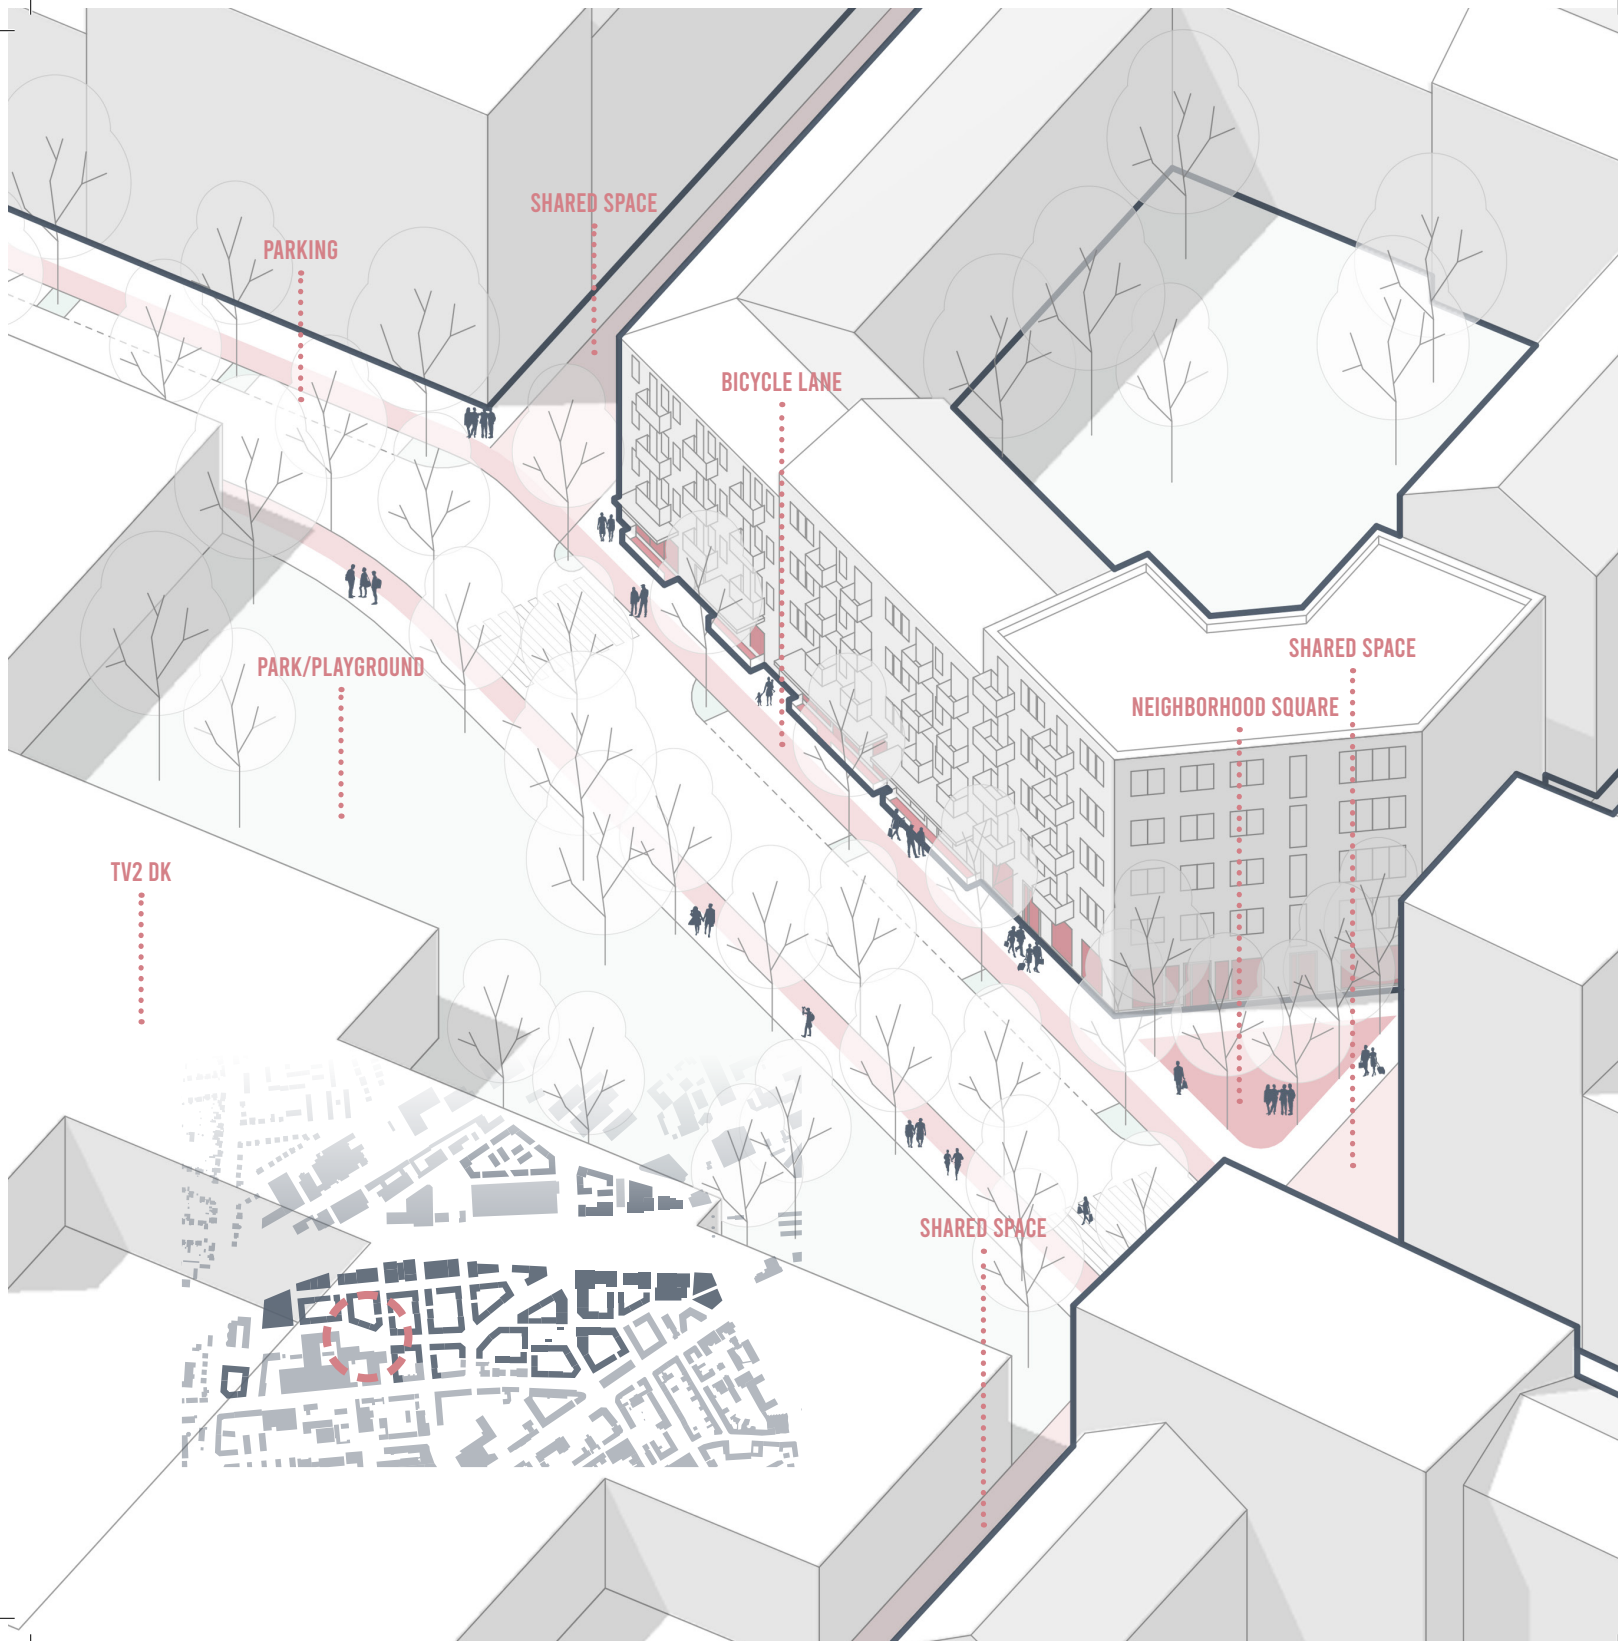 SHARED SPACE
PARKING
BICYCLE LANE
SHARED SPACE
PARK/PLAYGROUND
NEIGHBORHOOD SQUARE
TV2 DK
SHARED SPACE